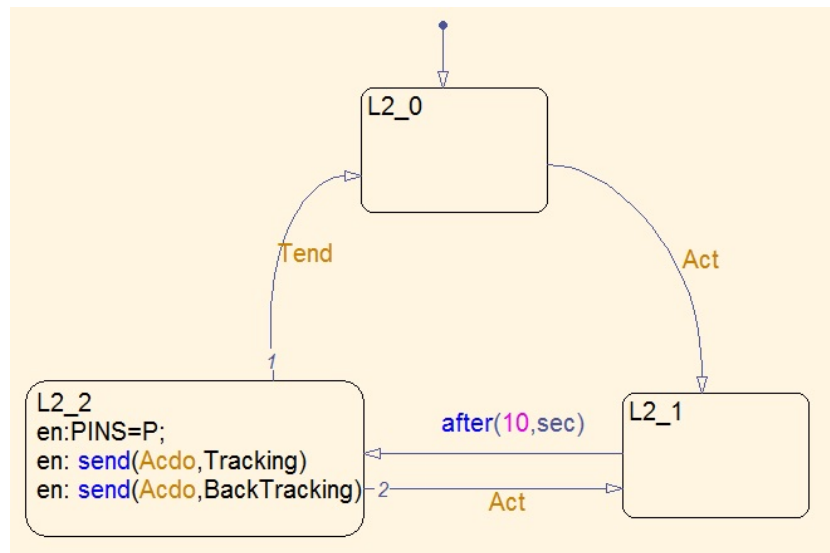 L2_0
Tend
Act
1
L2_2
en:PINS=P;
en: send(Acdo,Tracking)
en: send(Acdo,BackTracking)
after(10,sec)
L2_1
2
Act